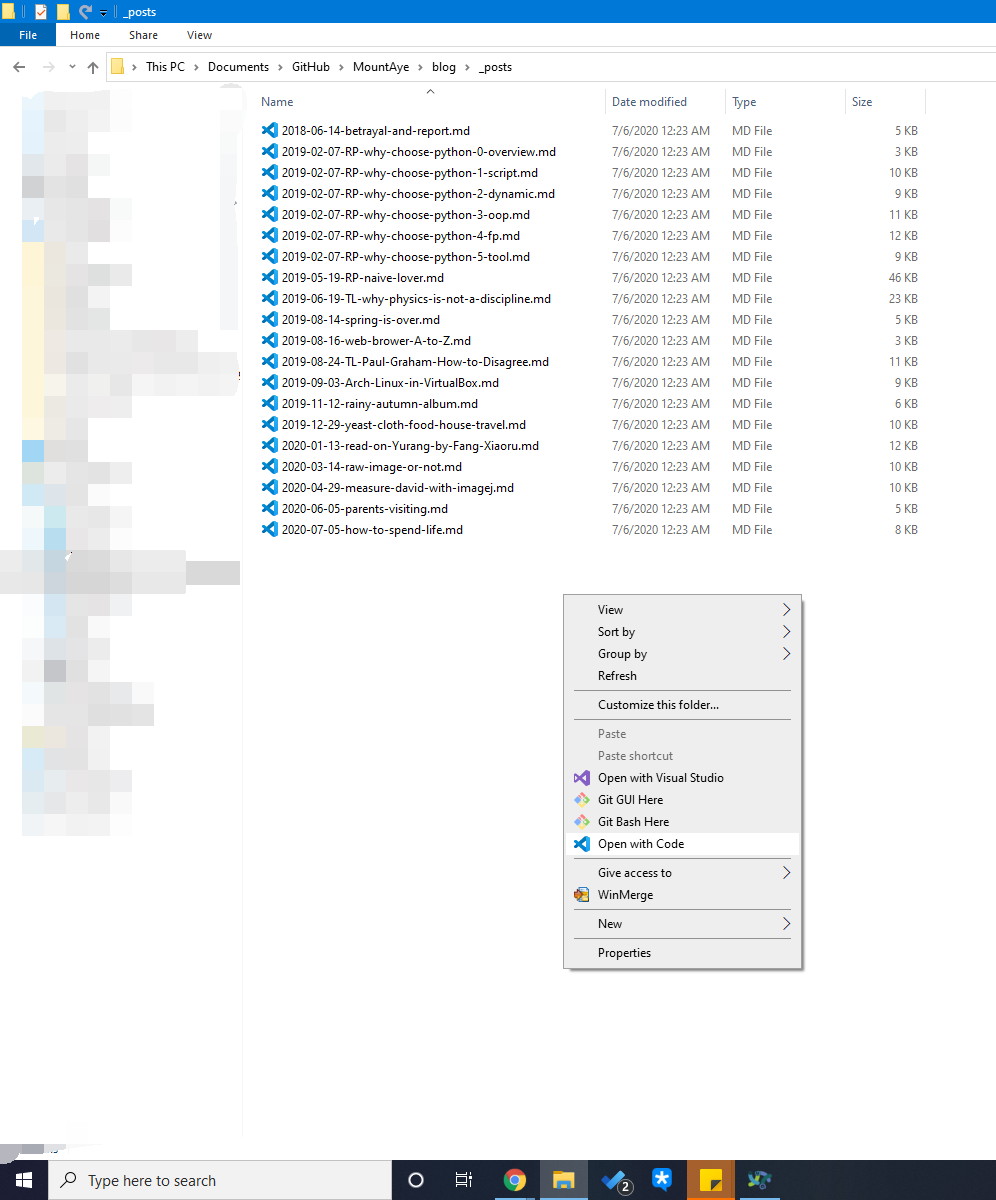 _posts
File Home Share View
This PC Documents GitHub MountAye blog _posts
Name Date modified Type Size
2018-06-14-betrayal-and-report.md 7/6/2020 12:23 AM MD File 5 KB
2019-02-07-RP-why-choose-python-0-overview.md 7/6/2020 12:23 AM MD File 3 KB
2019-02-07-RP-why-choose-python-1-script.md 7/6/2020 12:23 AM MD File 10 KB
2019-02-07-RP-why-choose-python-2-dynamic.md 7/6/2020 12:23 AM MD File 9 KB
2019-02-07-RP-why-choose-python-3-oop.md 7/6/2020 12:23 AM MD File 11 KB
2019-02-07-RP-why-choose-python-4-fp.md 7/6/2020 12:23 AM MD File 12 KB
2019-02-07-RP-why-choose-python-5-tool.md 7/6/2020 12:23 AM MD File 9 KB
2019-05-19-RP-naive-lover.md 7/6/2020 12:23 AM MD File 46 KB
2019-06-19-TL-why-physics-is-not-a-discipline.md 7/6/2020 12:23 AM MD File 23 KB
2019-08-14-spring-is-over.md 7/6/2020 12:23 AM MD File 5 KB
2019-08-16-web-brower-A-to-Z.md 7/6/2020 12:23 AM MD File 3 KB
2019-08-24-TL-Paul-Graham-How-to-Disagree.md 7/6/2020 12:23 AM MD File 11 KB
2019-09-03-Arch-Linux-in-VirtualBox.md 7/6/2020 12:23 AM MD File 9 KB
2019-11-12-rainy-autumn-album.md 7/6/2020 12:23 AM MD File 6 KB
2019-12-29-yeast-cloth-food-house-travel.md 7/6/2020 12:23 AM MD File 10 KB
2020-01-13-read-on-Yurang-by-Fang-Xiaoru.md 7/6/2020 12:23 AM MD File 12 KB
2020-03-14-raw-image-or-not.md 7/6/2020 12:23 AM MD File 10 KB
2020-04-29-measure-david-with-imagej.md 7/6/2020 12:23 AM MD File 10 KB
2020-06-05-parents-visiting.md 7/6/2020 12:23 AM MD File 5 KB
2020-07-05-how-to-spend-life.md 7/6/2020 12:23 AM MD File 8 KB
View
Sort by
Group by
Refresh
Customize this folder...
Paste
Paste shortcut
Open with Visual Studio
Git GUI Here
Git Bash Here
Open with Code
Give access to
WinMerge
New
Properties
Type here to search 2